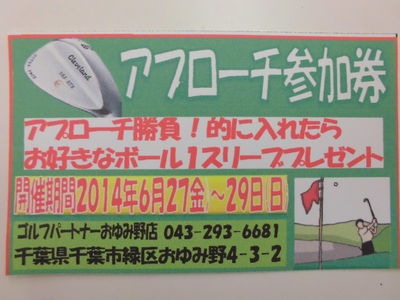 Cleveland
アプローチ参加券
アプローチ勝負！的に入れたら
お好きなボール1スリーブプレゼント
開催期間2014年6月27金)～29日(日)
ゴルフパートナーおゆみ野店 043-293-6681
千葉県千葉市緑区おゆみ野4-3-2